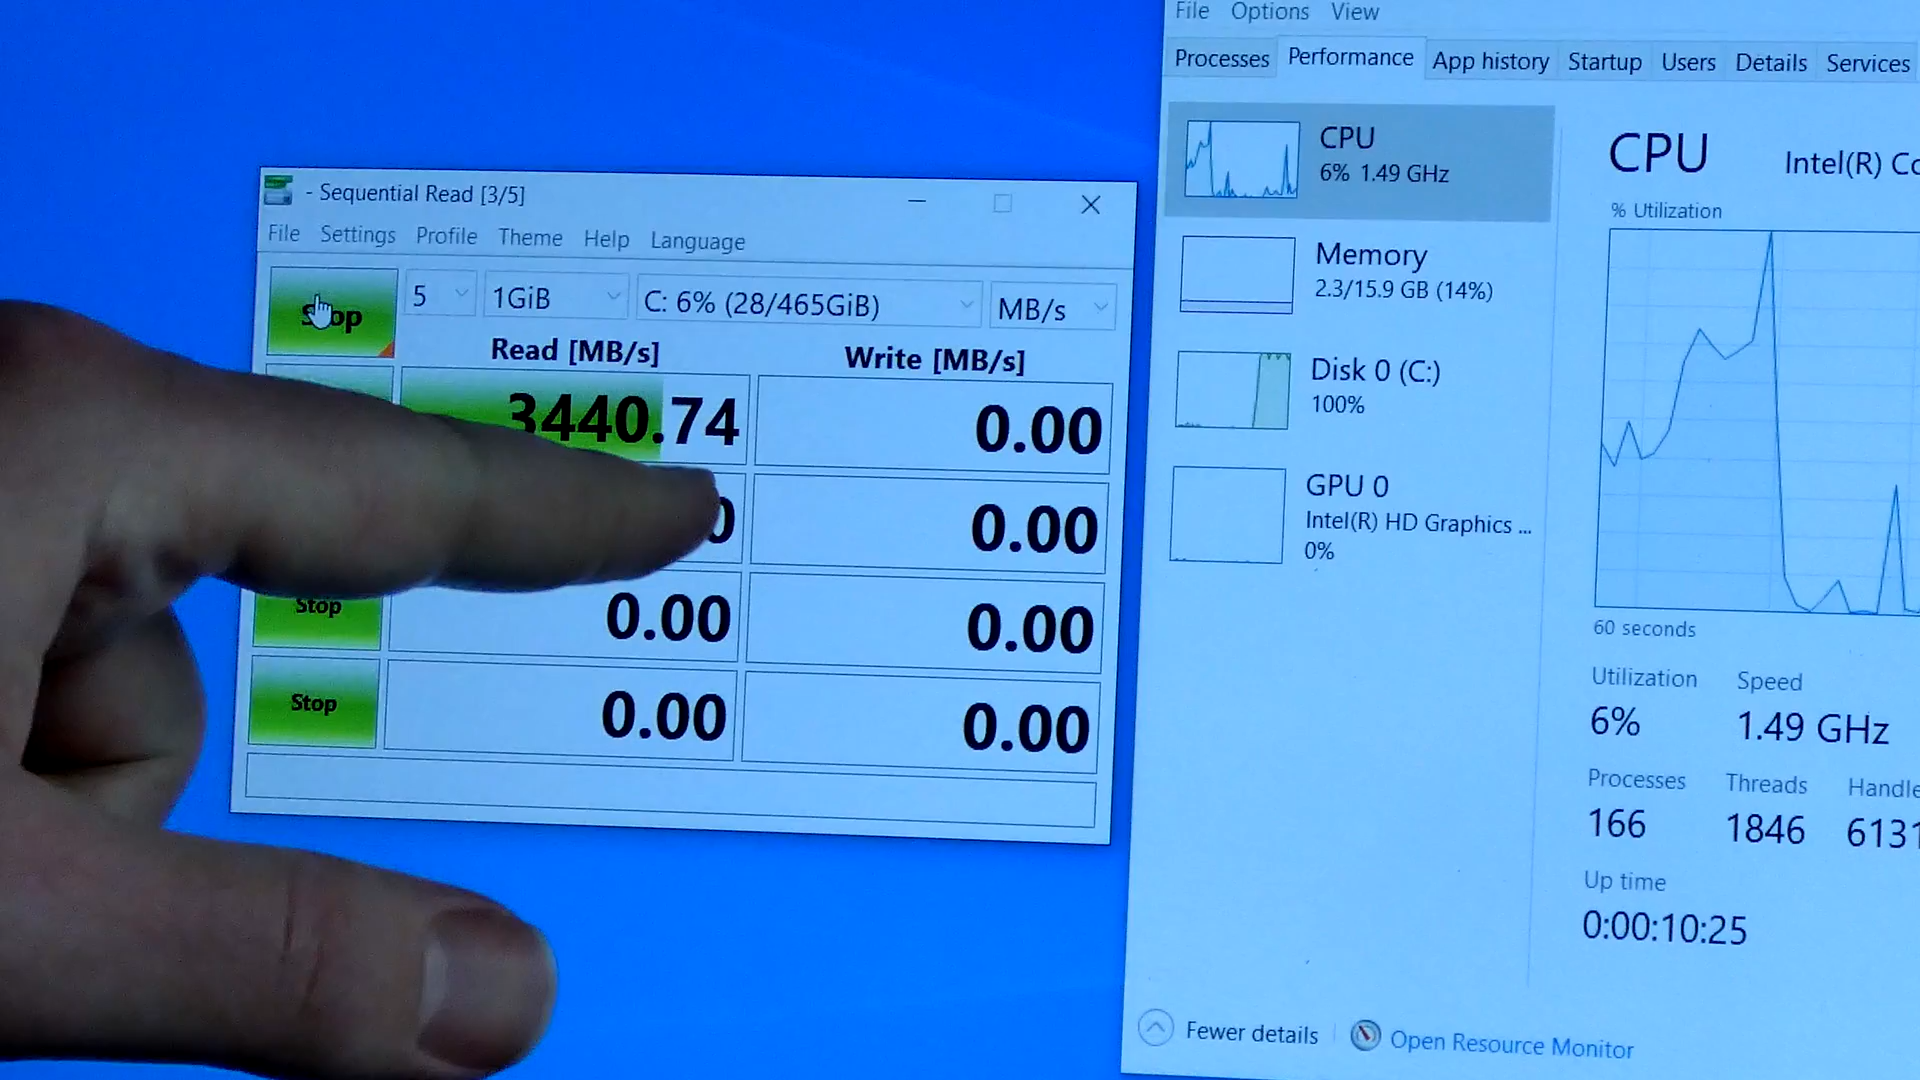 - Sequential Read [3/5]
File Settings Profile Theme Help Language
5 1GiB C: 6% (28/465GiB) MB/s
Read [MB/s] Write [MB/s]
3440.74 0.00
0.00
Stop 0.00 0.00
Stop 0.00 0.00
File Options View
Processes Performance App history Startup Users Details Services
CPU
6% 1.49 GHz
Memory
2.3/15.9 GB (14%)
Disk 0 (C:)
100%
GPU 0
Intel(R) HD Graphics ...
0%
CPU Intel(R)
% Utilization
60 seconds
Utilization Speed
6% 1.49 GHz
Processes Threads Handle
166 1846 6131
Up time
0:00:10:25
Fewer details Open Resource Monitor